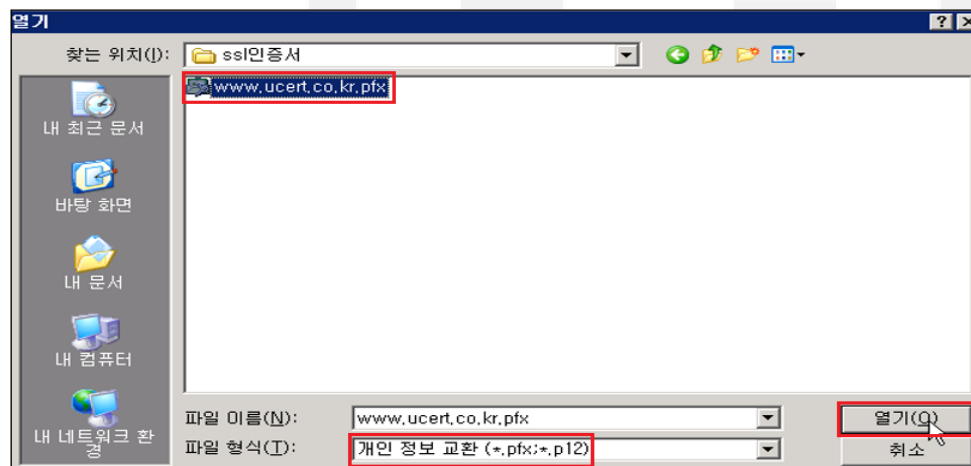 열기
찾는 위치(I):
ssl인증서
www.ucert.co.kr.pfx
내 최근 문서
바탕 화면
내 문서
내 컴퓨터
내 네트워크 환
경
파일 이름(N):
www.ucert.co.kr.pfx
열기(O)
파일 형식(T):
개인 정보 교환 (*.pfx;*.p12)
취소